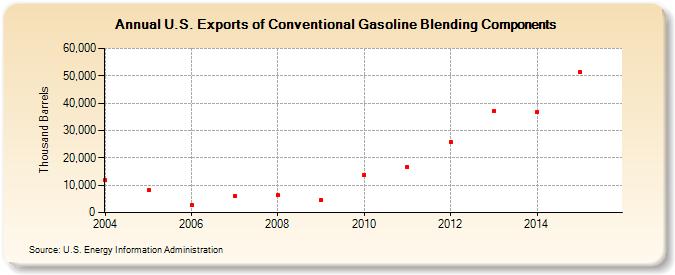 Annual U.S. Exports of Conventional Gasoline Blending Components
Thousand Barrels
60,000
50,000
40,000
30,000
20,000
10,000
0
2004 2006 2008 2010 2012 2014
Source: U.S. Energy Information Administration